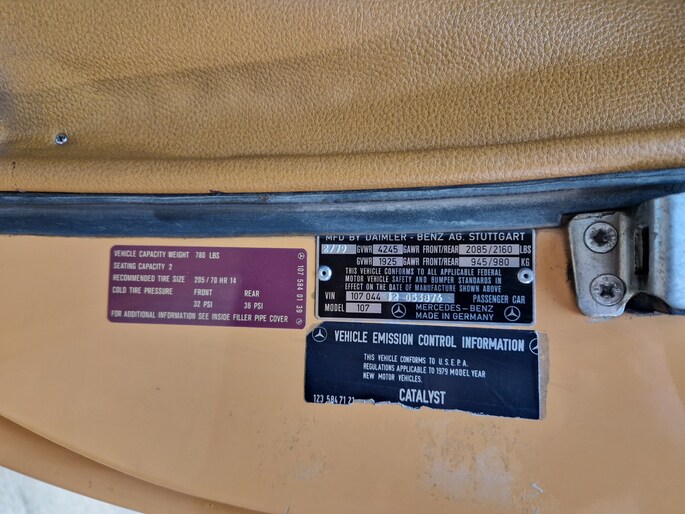 VEHICLE CAPACITY WEIGHT 780 LBS
SEATING CAPACITY 2
RECOMMENDED TIRE SIZE 205/70 HR 14
COLD TIRE PRESSURE FRONT REAR
32 PSI 36 PSI
FOR ADDITIONAL INFORMATION SEE INSIDE FILLER PIPE COVER
107 584 01 39
MFD BY DAIMLER-BENZ AG. STUTTGART
GVWR 4245 GAWR FRONT/REAR 2085/2160 LBS
GVWR 1925 GAWR FRONT/REAR 945/980 KG
THIS VEHICLE CONFORMS TO ALL APPLICABLE FEDERAL
MOTOR VEHICLE SAFETY AND BUMPER STANDARDS IN
EFFECT ON THE DATE OF MANUFACTURE SHOWN ABOVE
VIN 107 044 12 PASSENGER CAR
MODEL 107 MERCEDES-BENZ
MADE IN GERMANY
VEHICLE EMISSION CONTROL INFORMATION
THIS VEHICLE CONFORMS TO U.S.E.P.A.
REGULATIONS APPLICABLE TO 1979 MODEL YEAR
NEW MOTOR VEHICLES.
123 584 71 21 CATALYST